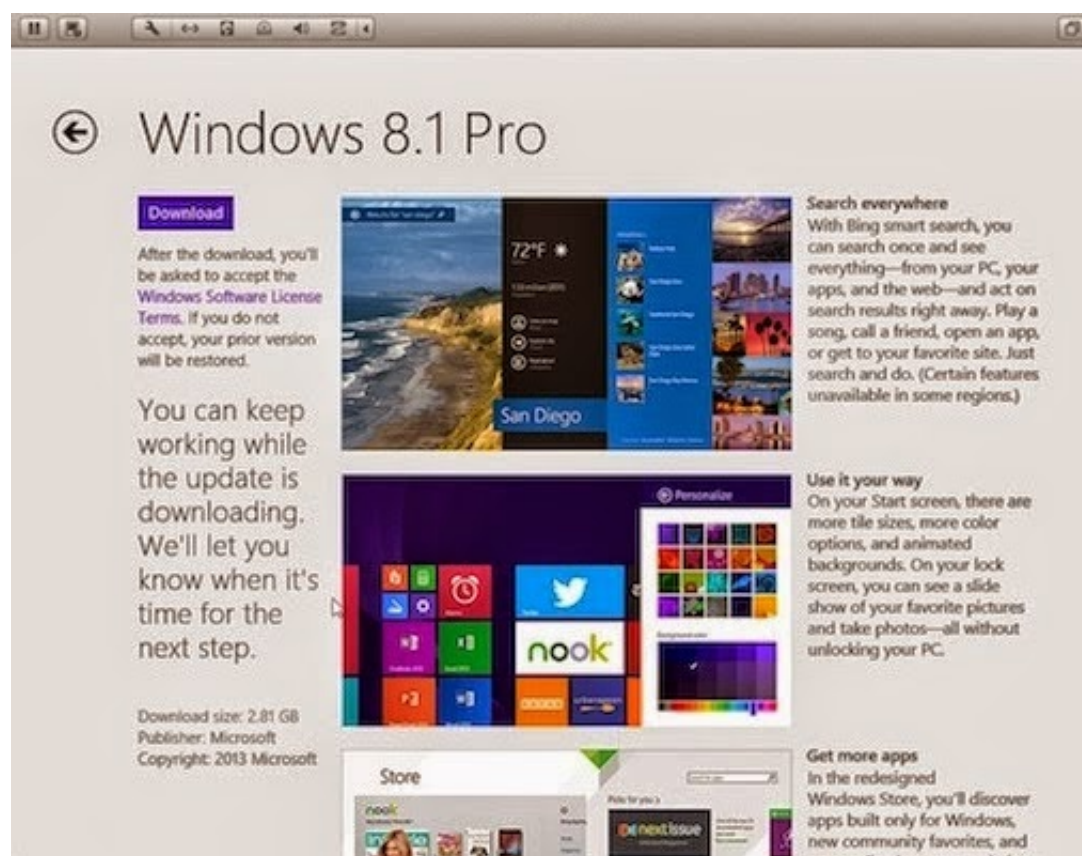 Windows 8.1 Pro
Download
After the download, you'll
be asked to accept the
Windows Software License
Terms. If you do not
accept, your prior version
will be restored.
You can keep
working while
the update is
downloading.
We'll let you
know when it's
time for the
next step.
Download size: 2.81 GB
Publisher: Microsoft
Copyright: 2013 Microsoft
72°F
San Diego
Personalize
Background color
nook
Store
nook
nextissue
Search everywhere
With Bing smart search, you
can search once and see
everything—from your PC, your
apps, and the web—and act on
search results right away. Play a
song, call a friend, open an app,
or get to your favorite site. Just
search and do. (Certain features
unavailable in some regions.)
Use it your way
On your Start screen, there are
more tile sizes, more color
options, and animated
backgrounds. On your lock
screen, you can see a slide
show of your favorite pictures
and take photos—all without
unlocking your PC.
Get more apps
In the redesigned
Windows Store, you'll discover
apps built only for Windows,
new community favorites, and